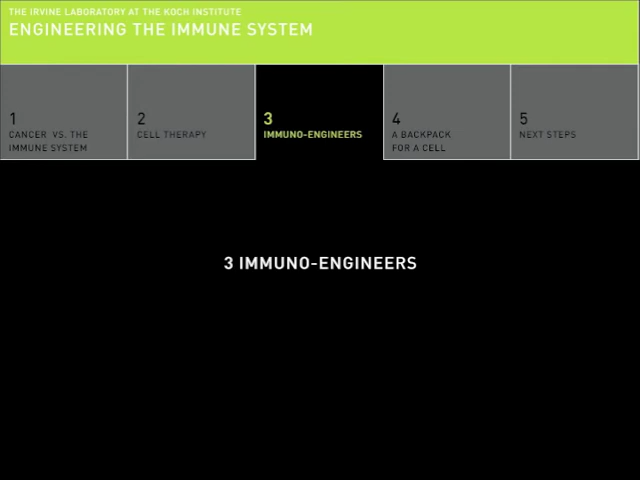 THE IRVINE LABORATORY AT THE KOCH INSTITUTE
ENGINEERING THE IMMUNE SYSTEM
1
CANCER VS. THE
IMMUNE SYSTEM
2
CELL THERAPY
3
IMMUNO-ENGINEERS
4
A BACKPACK
FOR A CELL
5
NEXT STEPS
3 IMMUNO-ENGINEERS